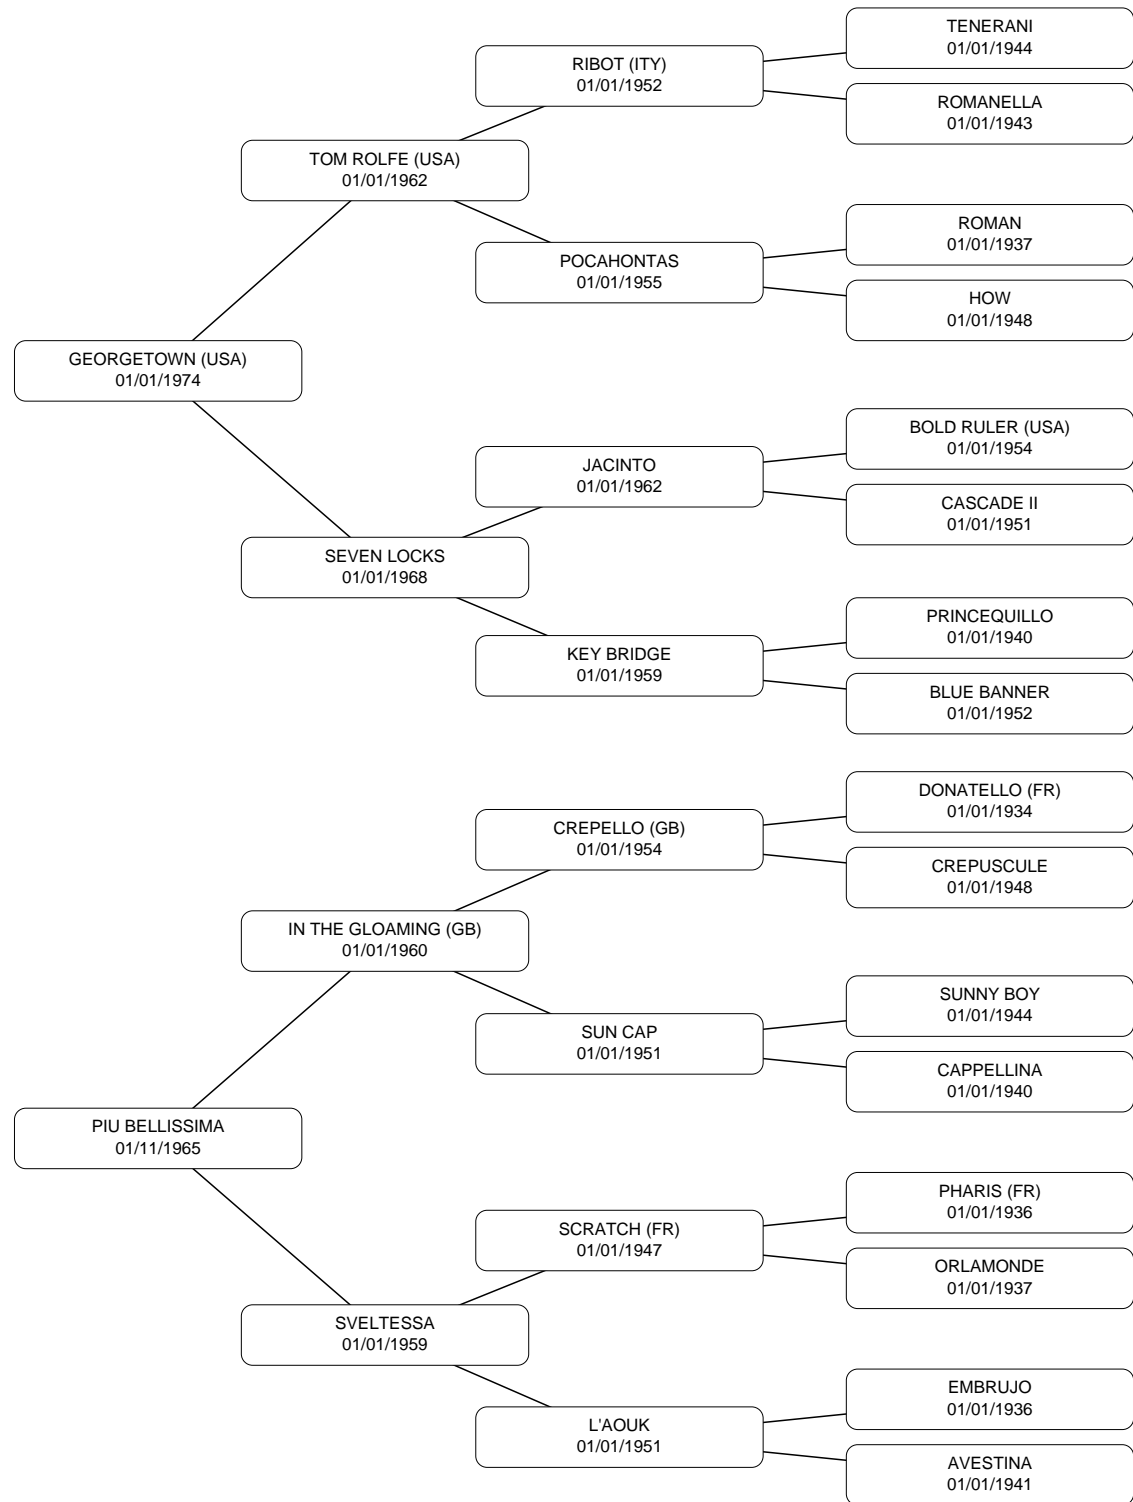 TENERANI
01/01/1944
RIBOT (ITY)
01/01/1952
ROMANELLA
01/01/1943
TOM ROLFE (USA)
01/01/1962
ROMAN
01/01/1937
POCAHONTAS
01/01/1955
HOW
01/01/1948
GEORGETOWN (USA)
01/01/1974
BOLD RULER (USA)
01/01/1954
JACINTO
01/01/1962
CASCADE II
01/01/1951
SEVEN LOCKS
01/01/1968
PRINCEQUILLO
01/01/1940
KEY BRIDGE
01/01/1959
BLUE BANNER
01/01/1952
DONATELLO (FR)
01/01/1934
CREPELLO (GB)
01/01/1954
CREPUSCULE
01/01/1948
IN THE GLOAMING (GB)
01/01/1960
SUNNY BOY
01/01/1944
SUN CAP
01/01/1951
CAPPELLINA
01/01/1940
PIU BELLISSIMA
01/11/1965
PHARIS (FR)
01/01/1936
SCRATCH (FR)
01/01/1947
ORLAMONDE
01/01/1937
SVELTESSA
01/01/1959
EMBRUJO
01/01/1936
L'AOUK
01/01/1951
AVESTINA
01/01/1941